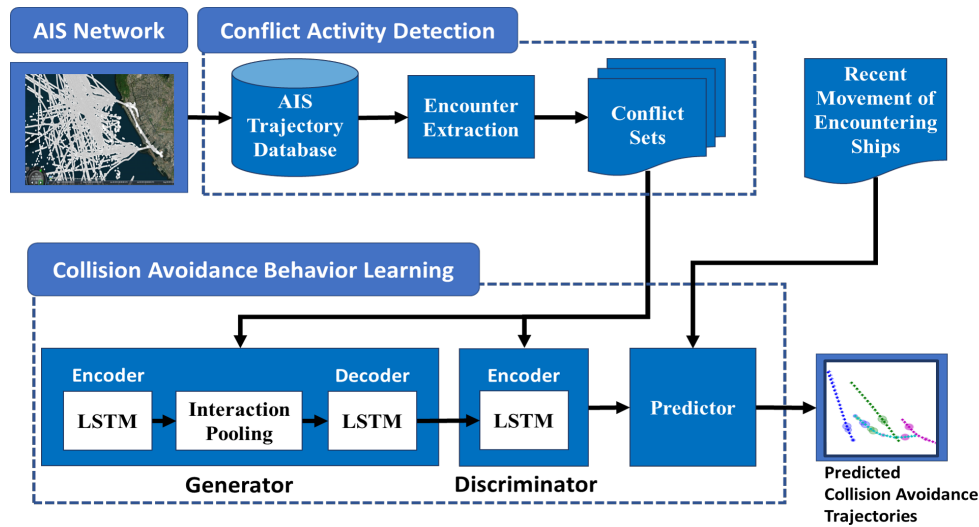 AIS Network
Conflict Activity Detection
AIS
Trajectory
Database
Encounter
Extraction
Conflict
Sets
Recent
Movement of
Encountering
Ships
Collision Avoidance Behavior Learning
Encoder
LSTM
Interaction
Pooling
Decoder
LSTM
Generator
Encoder
LSTM
Discriminator
Predictor
Predicted
Collision Avoidance
Trajectories